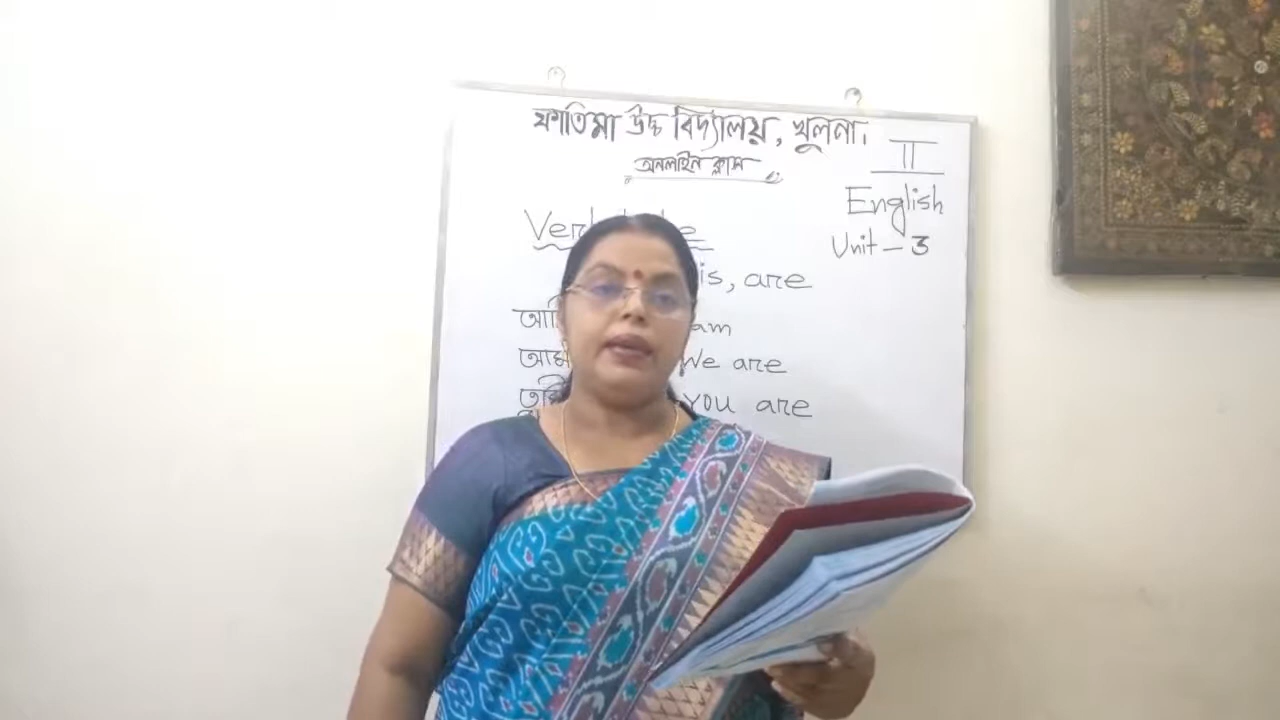 ফাতিমা উচ্চ বিদ্যালয়, খুলনা।
অনলাইন ক্লাস
II
English
Unit - 3
is, are
am
We are
you are